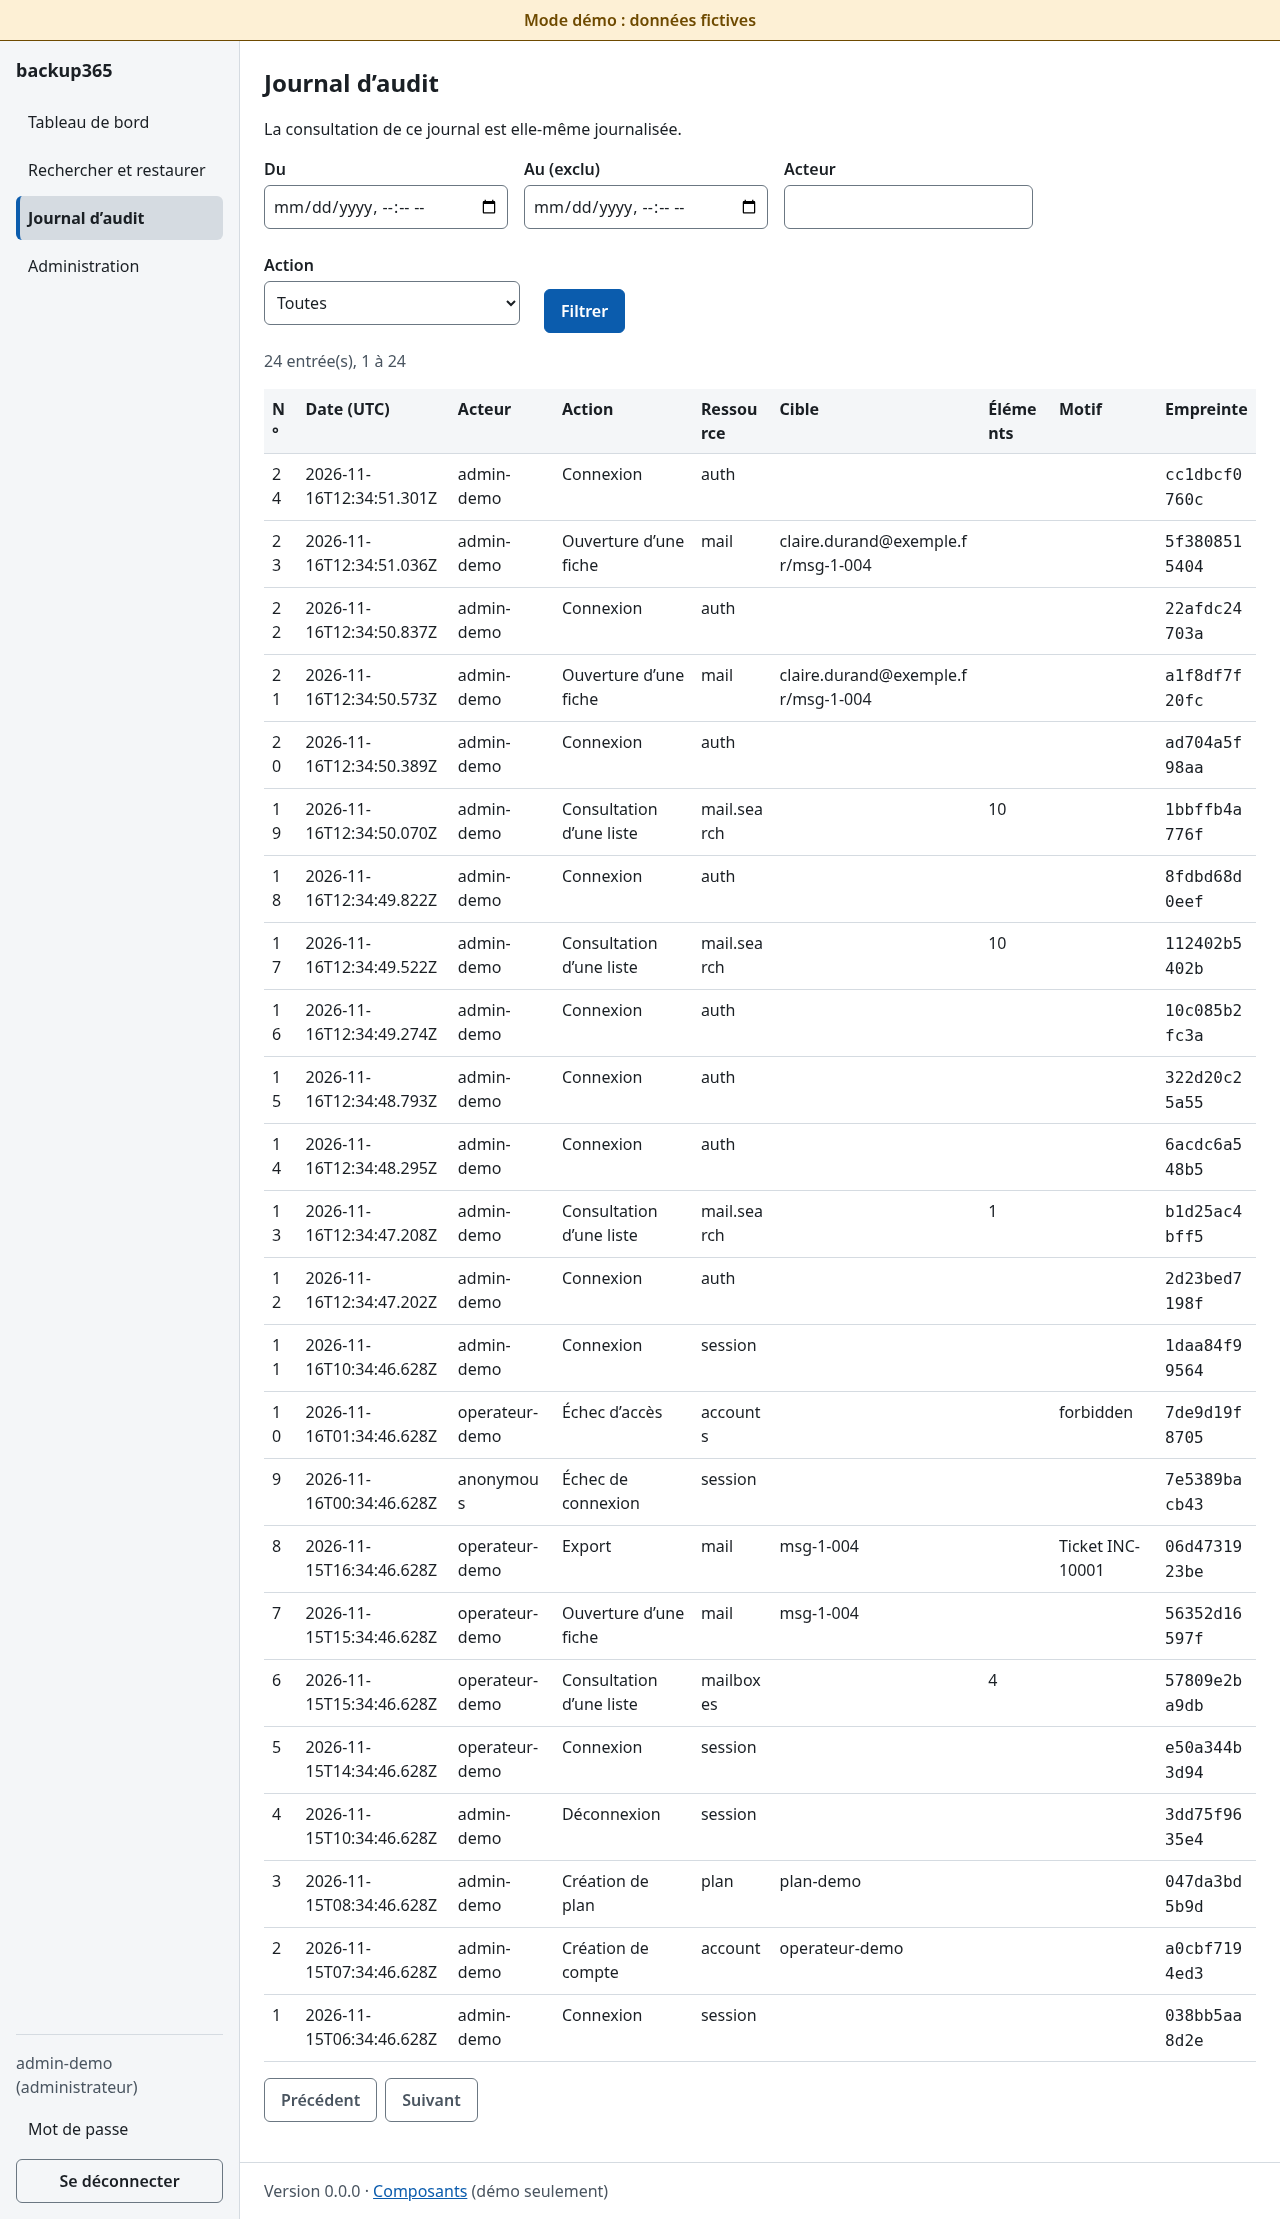 Mode démo : données fictives
backup365
Tableau de bord
Rechercher et restaurer
Journal d’audit
Administration
Journal d’audit
La consultation de ce journal est elle-même journalisée.
Du
Au (exclu)
Acteur
mm/dd/yyyy, --:-- --
mm/dd/yyyy, --:-- --
Action
Toutes
Filtrer
24 entrée(s), 1 à 24
N° Date (UTC) Acteur Action Ressource Cible Éléments Motif Empreinte
24 2026-11-16T12:34:51.301Z admin-demo Connexion auth cc1dbcf0760c
23 2026-11-16T12:34:51.036Z admin-demo Ouverture d’une fiche mail claire.durand@exemple.fr/msg-1-004 5f3808515404
22 2026-11-16T12:34:50.837Z admin-demo Connexion auth 22afdc24703a
21 2026-11-16T12:34:50.573Z admin-demo Ouverture d’une fiche mail claire.durand@exemple.fr/msg-1-004 a1f8df7f20fc
20 2026-11-16T12:34:50.389Z admin-demo Connexion auth ad704a5f98aa
19 2026-11-16T12:34:50.070Z admin-demo Consultation d’une liste mail.search 10 1bbffb4a776f
18 2026-11-16T12:34:49.822Z admin-demo Connexion auth 8fdbd68d0eef
17 2026-11-16T12:34:49.522Z admin-demo Consultation d’une liste mail.search 10 112402b5402b
16 2026-11-16T12:34:49.274Z admin-demo Connexion auth 10c085b2fc3a
15 2026-11-16T12:34:48.793Z admin-demo Connexion auth 322d20c25a55
14 2026-11-16T12:34:48.295Z admin-demo Connexion auth 6acdc6a548b5
13 2026-11-16T12:34:47.208Z admin-demo Consultation d’une liste mail.search 1 b1d25ac4bff5
12 2026-11-16T12:34:47.202Z admin-demo Connexion auth 2d23bed7198f
11 2026-11-16T10:34:46.628Z admin-demo Connexion session 1daa84f99564
10 2026-11-16T01:34:46.628Z operateur-demo Échec d’accès accounts forbidden 7de9d19f8705
9 2026-11-16T00:34:46.628Z anonymous Échec de connexion session 7e5389bacb43
8 2026-11-15T16:34:46.628Z operateur-demo Export mail msg-1-004 Ticket INC-10001 06d4731923be
7 2026-11-15T15:34:46.628Z operateur-demo Ouverture d’une fiche mail msg-1-004 56352d16597f
6 2026-11-15T15:34:46.628Z operateur-demo Consultation d’une liste mailboxes 4 57809e2ba9db
5 2026-11-15T14:34:46.628Z operateur-demo Connexion session e50a344b3d94
4 2026-11-15T10:34:46.628Z admin-demo Déconnexion session 3dd75f9635e4
3 2026-11-15T08:34:46.628Z admin-demo Création de plan plan plan-demo 047da3bd5b9d
2 2026-11-15T07:34:46.628Z admin-demo Création de compte account operateur-demo a0cbf7194ed3
1 2026-11-15T06:34:46.628Z admin-demo Connexion session 038bb5aa8d2e
Précédent
Suivant
admin-demo
(administrateur)
Mot de passe
Se déconnecter
Version 0.0.0 · Composants (démo seulement)